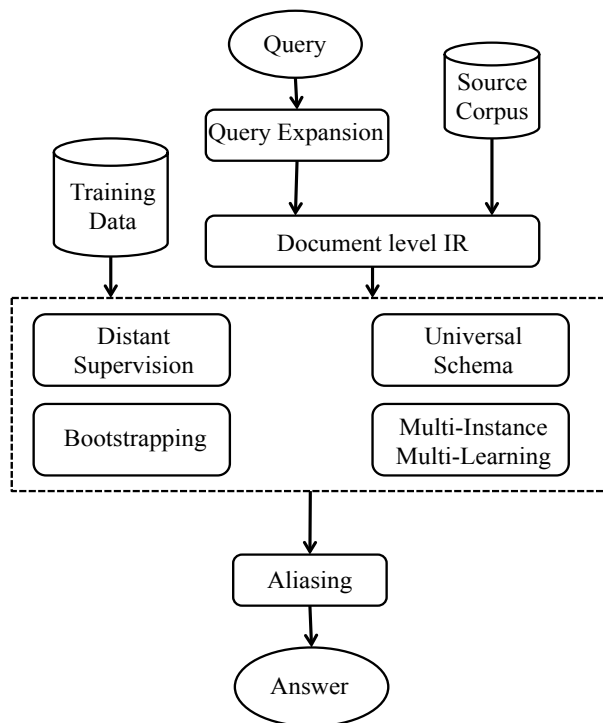 Query
Source
Corpus
Query Expansion
Training
Data
Document level IR
Distant
Supervision
Universal
Schema
Bootstrapping
Multi-Instance
Multi-Learning
Aliasing
Answer